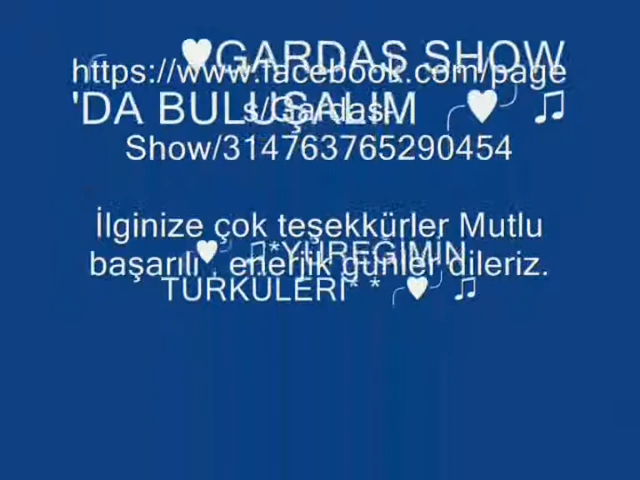 ♥GARDAŞ SHOW
https://www.facebook.com/page
'DA BULUŞALIM ♥ ♫
s/Gardas-
Show/314763765290454
İlginize çok teşekkürler Mutlu
♥ ♫*YÜREĞİMİN
başarılı , enerjik günler dileriz.
TÜRKÜLERİ* * ♥ ♫